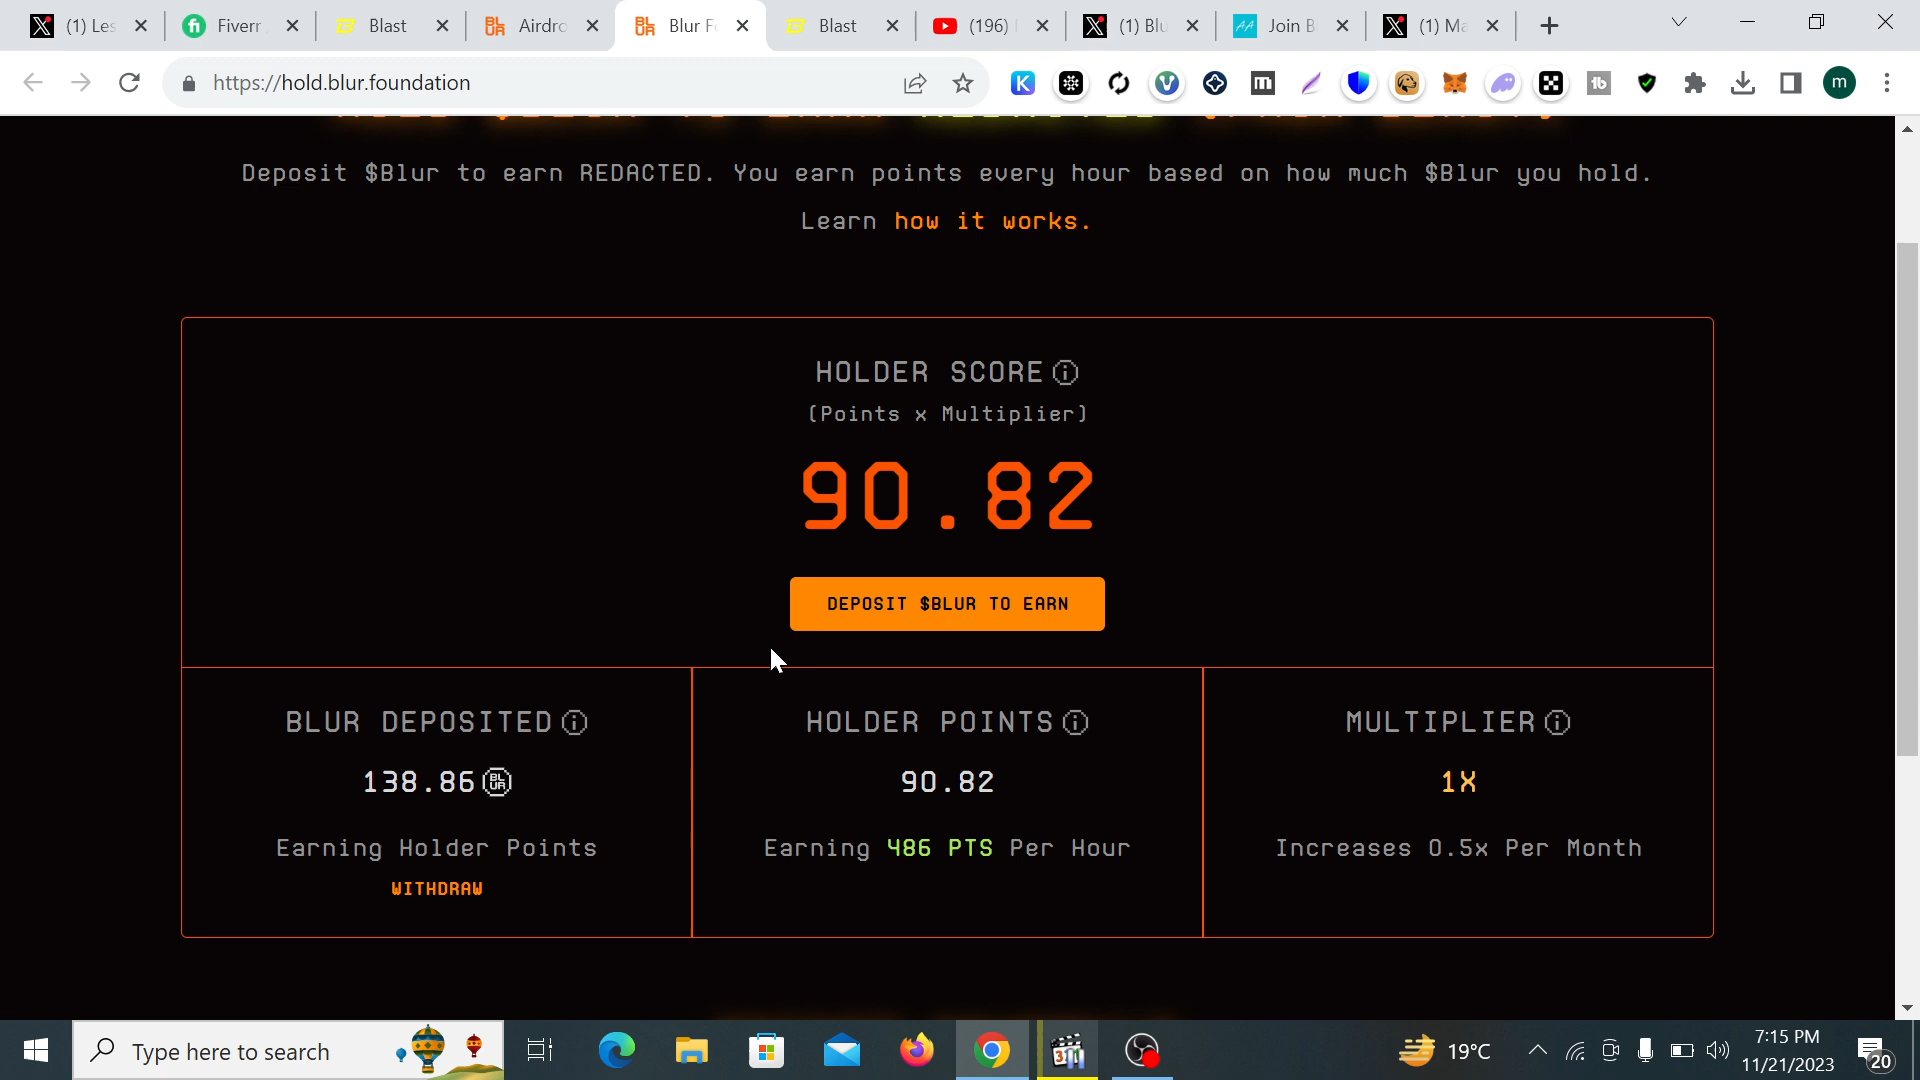 (1) Les
Fiverr
Blast
Airdro
Blur Fo
Blast
(196)
(1) Blu
Join B
(1) Ma
https://hold.blur.foundation
m
Deposit $Blur to earn REDACTED. You earn points every hour based on how much $Blur you hold.
Learn how it works.
HOLDER SCORE
(Points x Multiplier)
90.82
DEPOSIT $BLUR TO EARN
BLUR DEPOSITED
138.86
Earning Holder Points
WITHDRAW
HOLDER POINTS
90.82
Earning 486 PTS Per Hour
MULTIPLIER
1X
Increases 0.5x Per Month
Type here to search
19°C
7:15 PM
11/21/2023
20